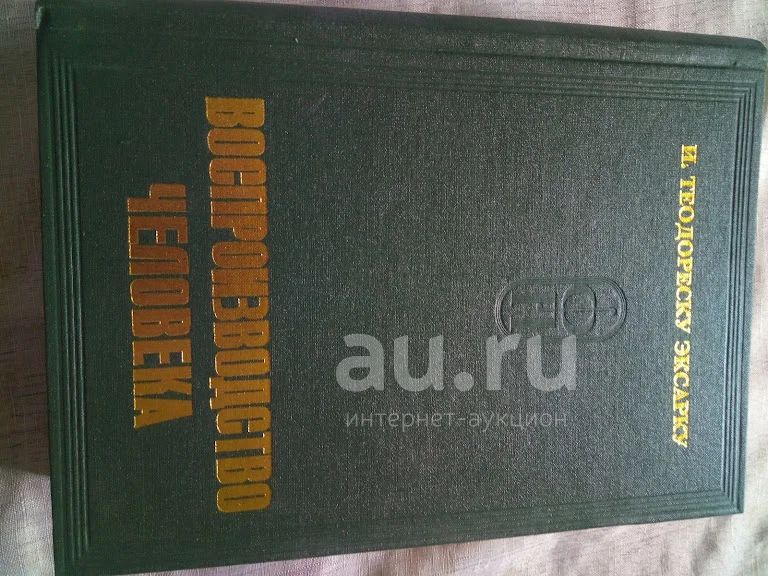 И. ТЕОДОРЕСКУ ЭКСАРКУ
ВОСПРОИЗВОДСТВО
ЧЕЛОВЕКА
au.ru
интернет-аукцион